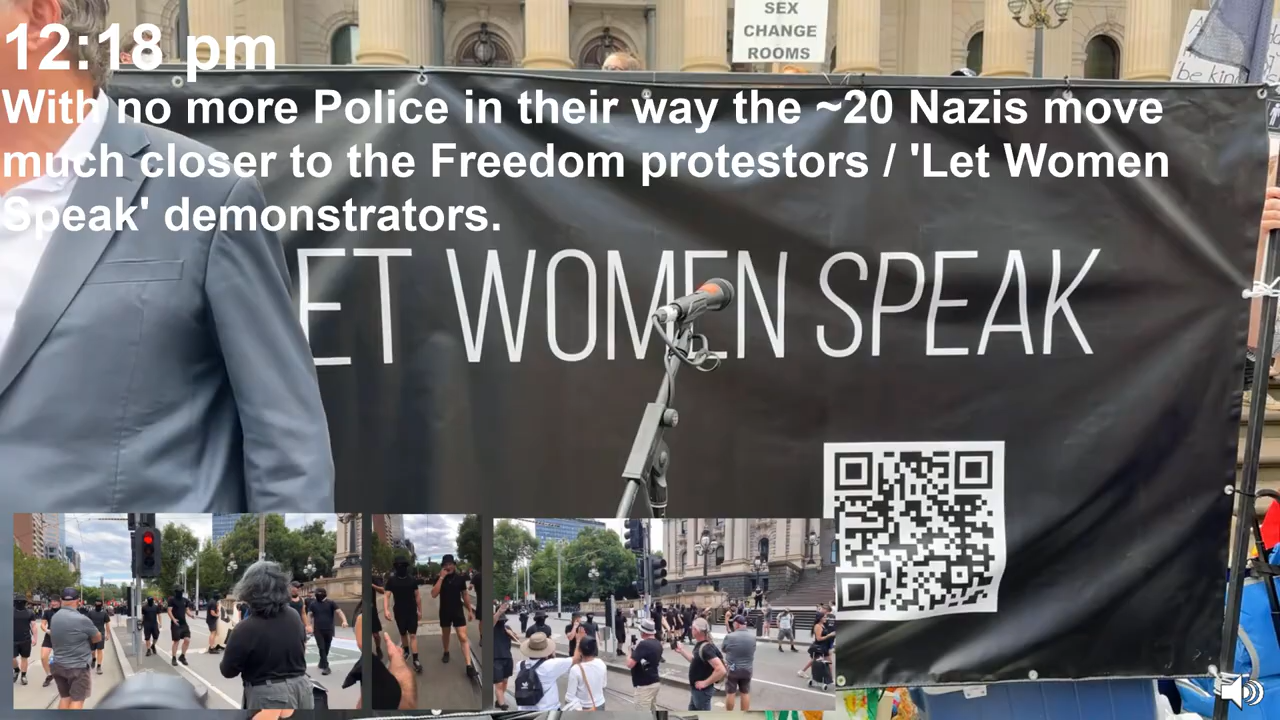 SEX
CHANGE
ROOMS
12:18 pm
be kind
With no more Police in their way the ~20 Nazis move
much closer to the Freedom protestors / 'Let Women
Speak' demonstrators.
ET WOMEN SPEAK